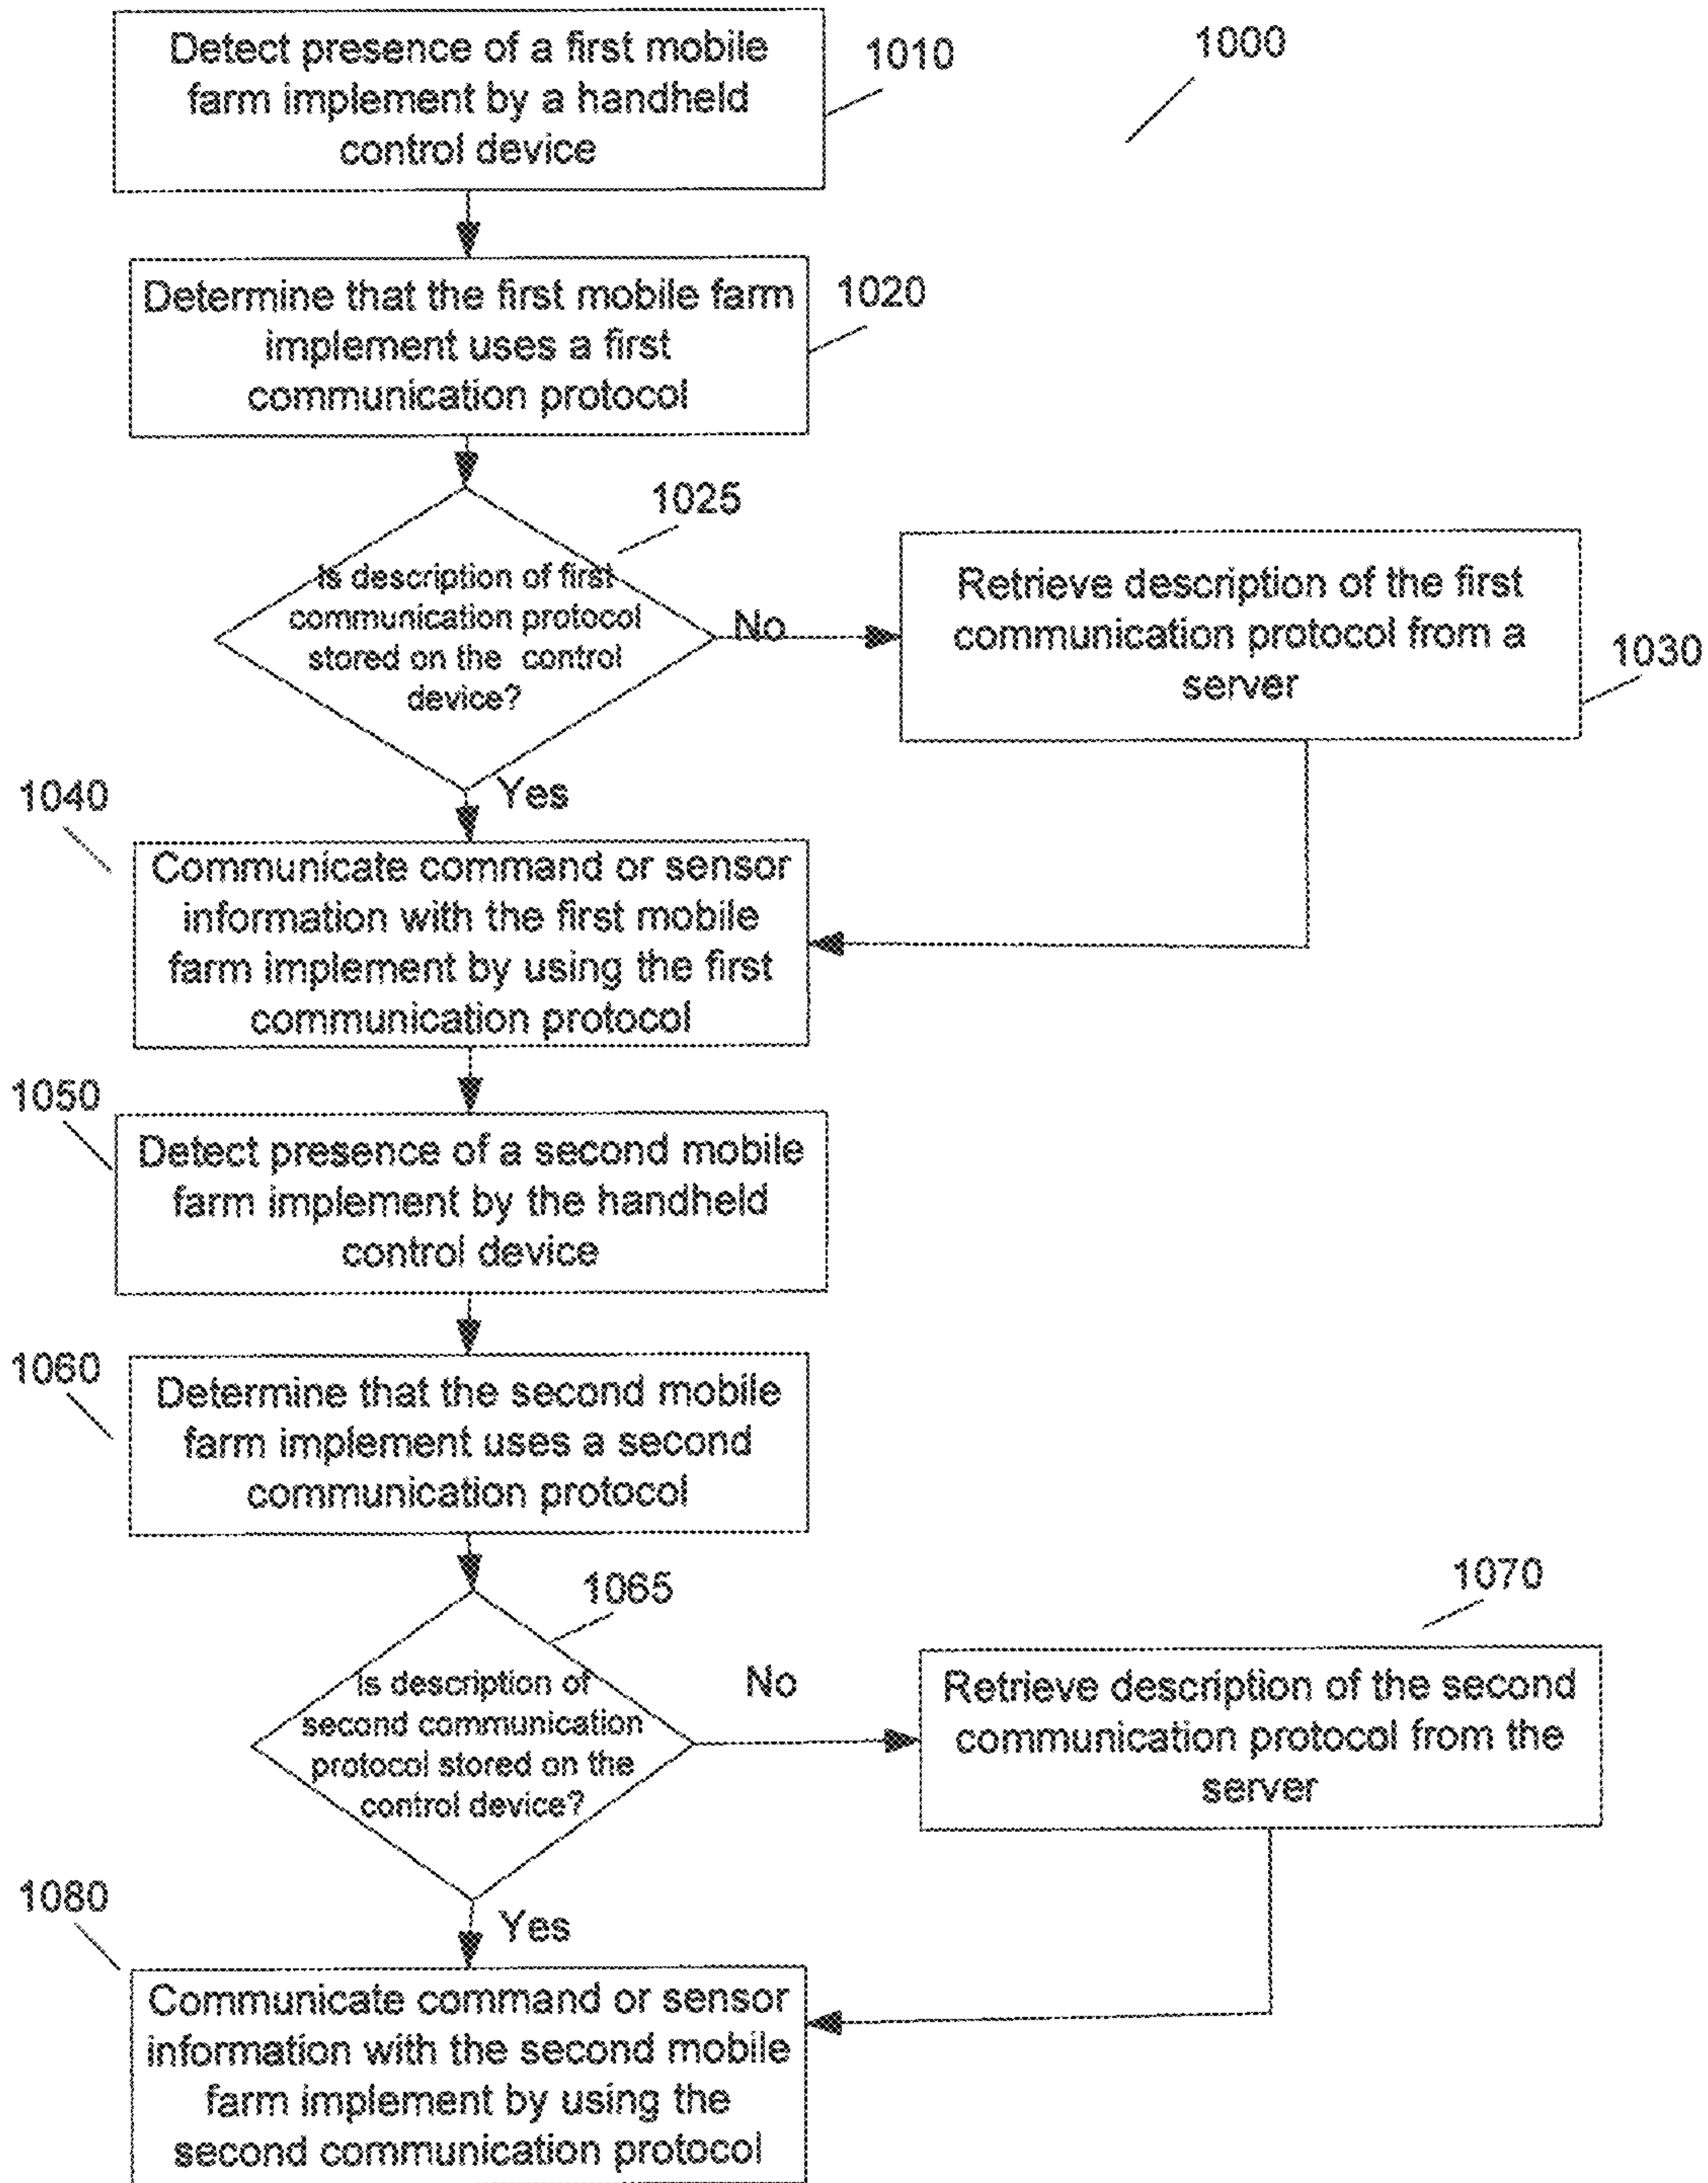 Detect presence of a first mobile
farm implement by a handheld
control device
1010
1000
Determine that the first mobile farm
implement uses a first
communication protocol
1020
1025
Is description of first
communication protocol
stored on the control
device?
No
Retrieve description of the first
communication protocol from a
server
1030
Yes
1040
Communicate command or sensor
information with the first mobile
farm implement by using the first
communication protocol
1050
Detect presence of a second mobile
farm implement by the handheld
control device
1060
Determine that the second mobile
farm implement uses a second
communication protocol
1065
Is description of
second communication
protocol stored on the
control device?
No
1070
Retrieve description of the second
communication protocol from the
server
Yes
1080
Communicate command or sensor
information with the second mobile
farm implement by using the
second communication protocol